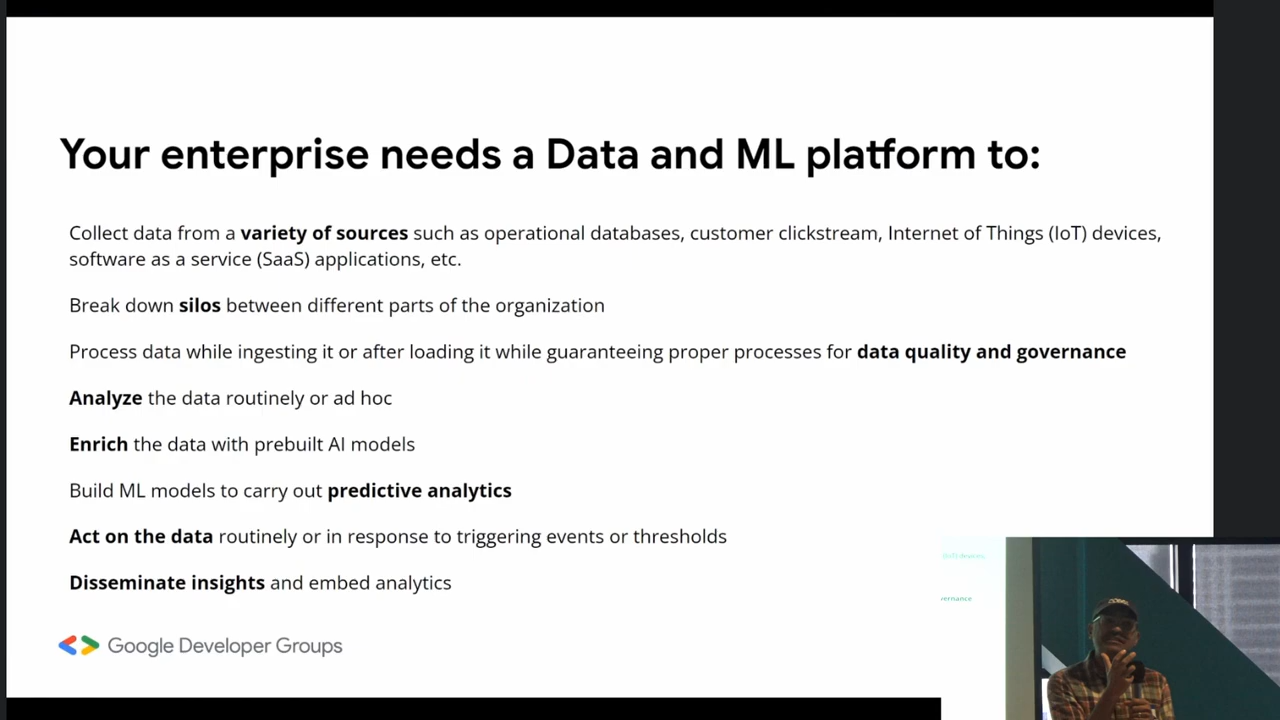 Your enterprise needs a Data and ML platform to:
Collect data from a variety of sources such as operational databases, customer clickstream, Internet of Things (IoT) devices,
software as a service (SaaS) applications, etc.
Break down silos between different parts of the organization
Process data while ingesting it or after loading it while guaranteeing proper processes for data quality and governance
Analyze the data routinely or ad hoc
Enrich the data with prebuilt AI models
Build ML models to carry out predictive analytics
Act on the data routinely or in response to triggering events or thresholds
Disseminate insights and embed analytics
Google Developer Groups
(IoT) devices,
vernance